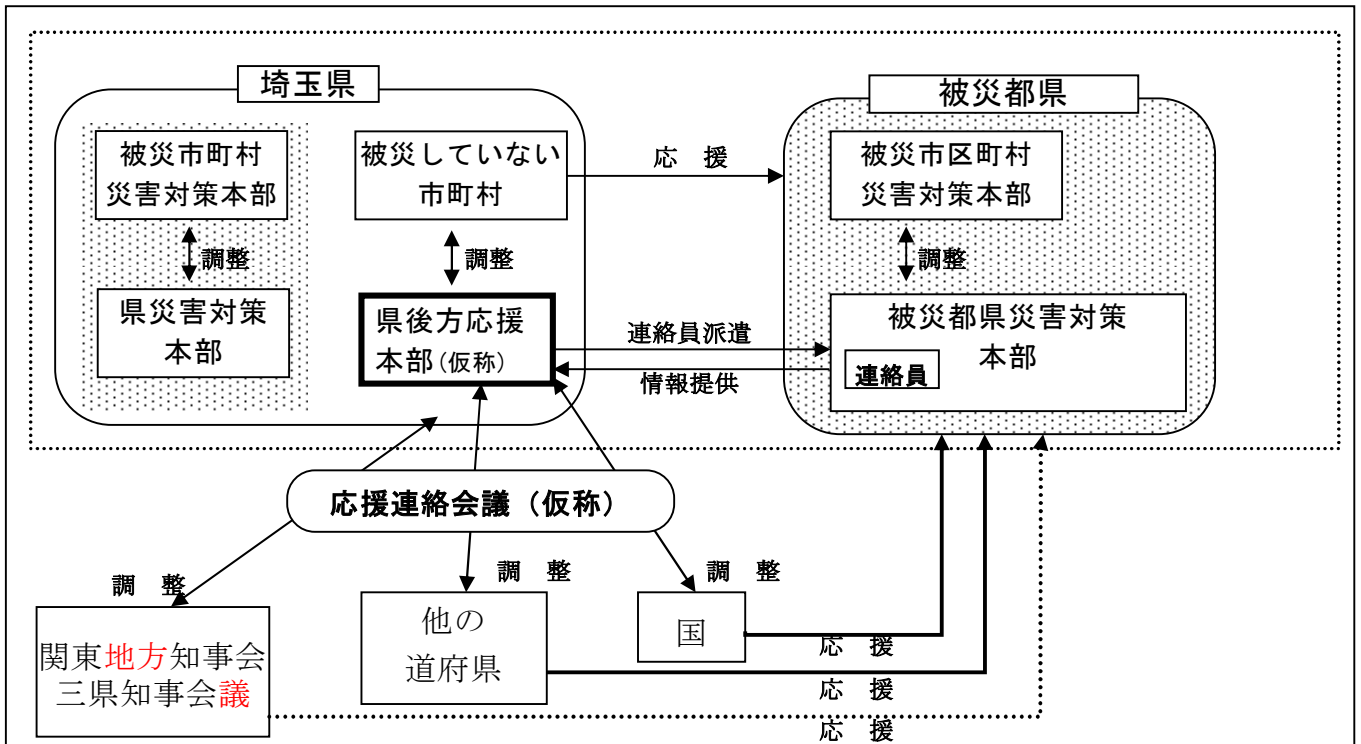 埼玉県
被災都県
被災市町村
災害対策本部
被災していない
市町村
応　援
被災市区町村
災害対策本部
調整
調整
調整
県災害対策
本部
県後方応援
本部(仮称)
連絡員派遣
情報提供
被災都県災害対策
本部
連絡員
応援連絡会議（仮称）
調　整
調　整
調　整
関東地方知事会
三県知事会議
他の
道府県
国
応　援
応　援
応　援